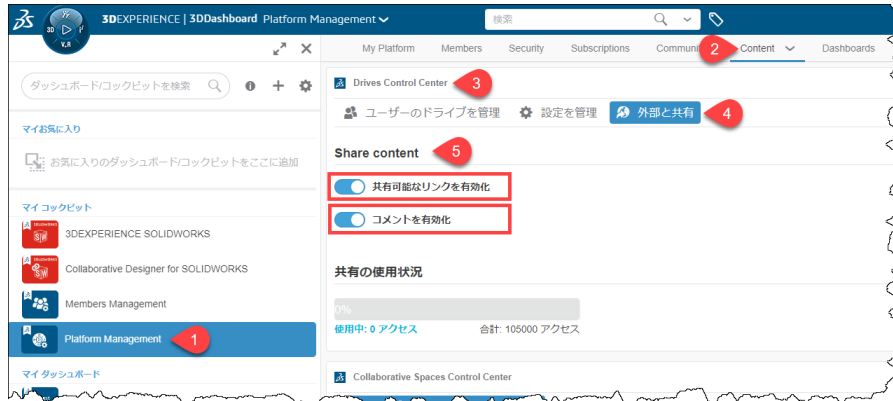 3DEXPERIENCE | 3DDashboard Platform Management
検索
3D
V,R
My Platform Members Security Subscriptions Content Dashboards
2
ダッシュボード/コックピットを検索
Drives Control Center
3
ユーザーのドライブを管理 設定を管理 外部と共有
4
マイお気に入り
お気に入りのダッシュボード/コックピットをここに追加
Share content
5
共有可能なリンクを有効化
コメントを有効化
マイ コックピット
3DEXPERIENCE SOLIDWORKS
Collaborative Designer for SOLIDWORKS
Members Management
Platform Management
1
共有の使用状況
0%
使用中: 0 アクセス 合計: 105000 アクセス
マイ ダッシュボード
Collaborative Spaces Control Center